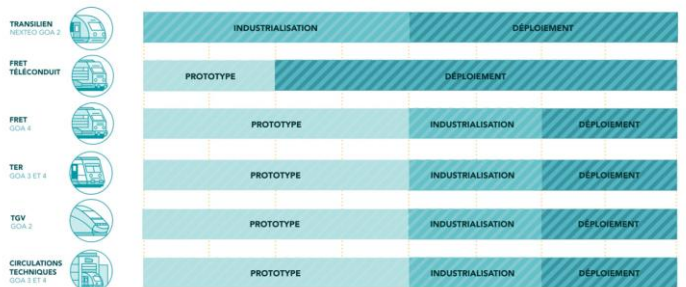 TRANSILIEN
NEXTEO GOA 2
INDUSTRIALISATION
DÉPLOIEMENT
FRET
TÉLÉCONDUIT
PROTOTYPE
DÉPLOIEMENT
FRET
GOA 4
PROTOTYPE
INDUSTRIALISATION
DÉPLOIEMENT
TER
GOA 3 ET 4
PROTOTYPE
INDUSTRIALISATION
DÉPLOIEMENT
TGV
GOA 2
PROTOTYPE
INDUSTRIALISATION
DÉPLOIEMENT
CIRCULATIONS
TECHNIQUES
GOA 3 ET 4
PROTOTYPE
INDUSTRIALISATION
DÉPLOIEMENT